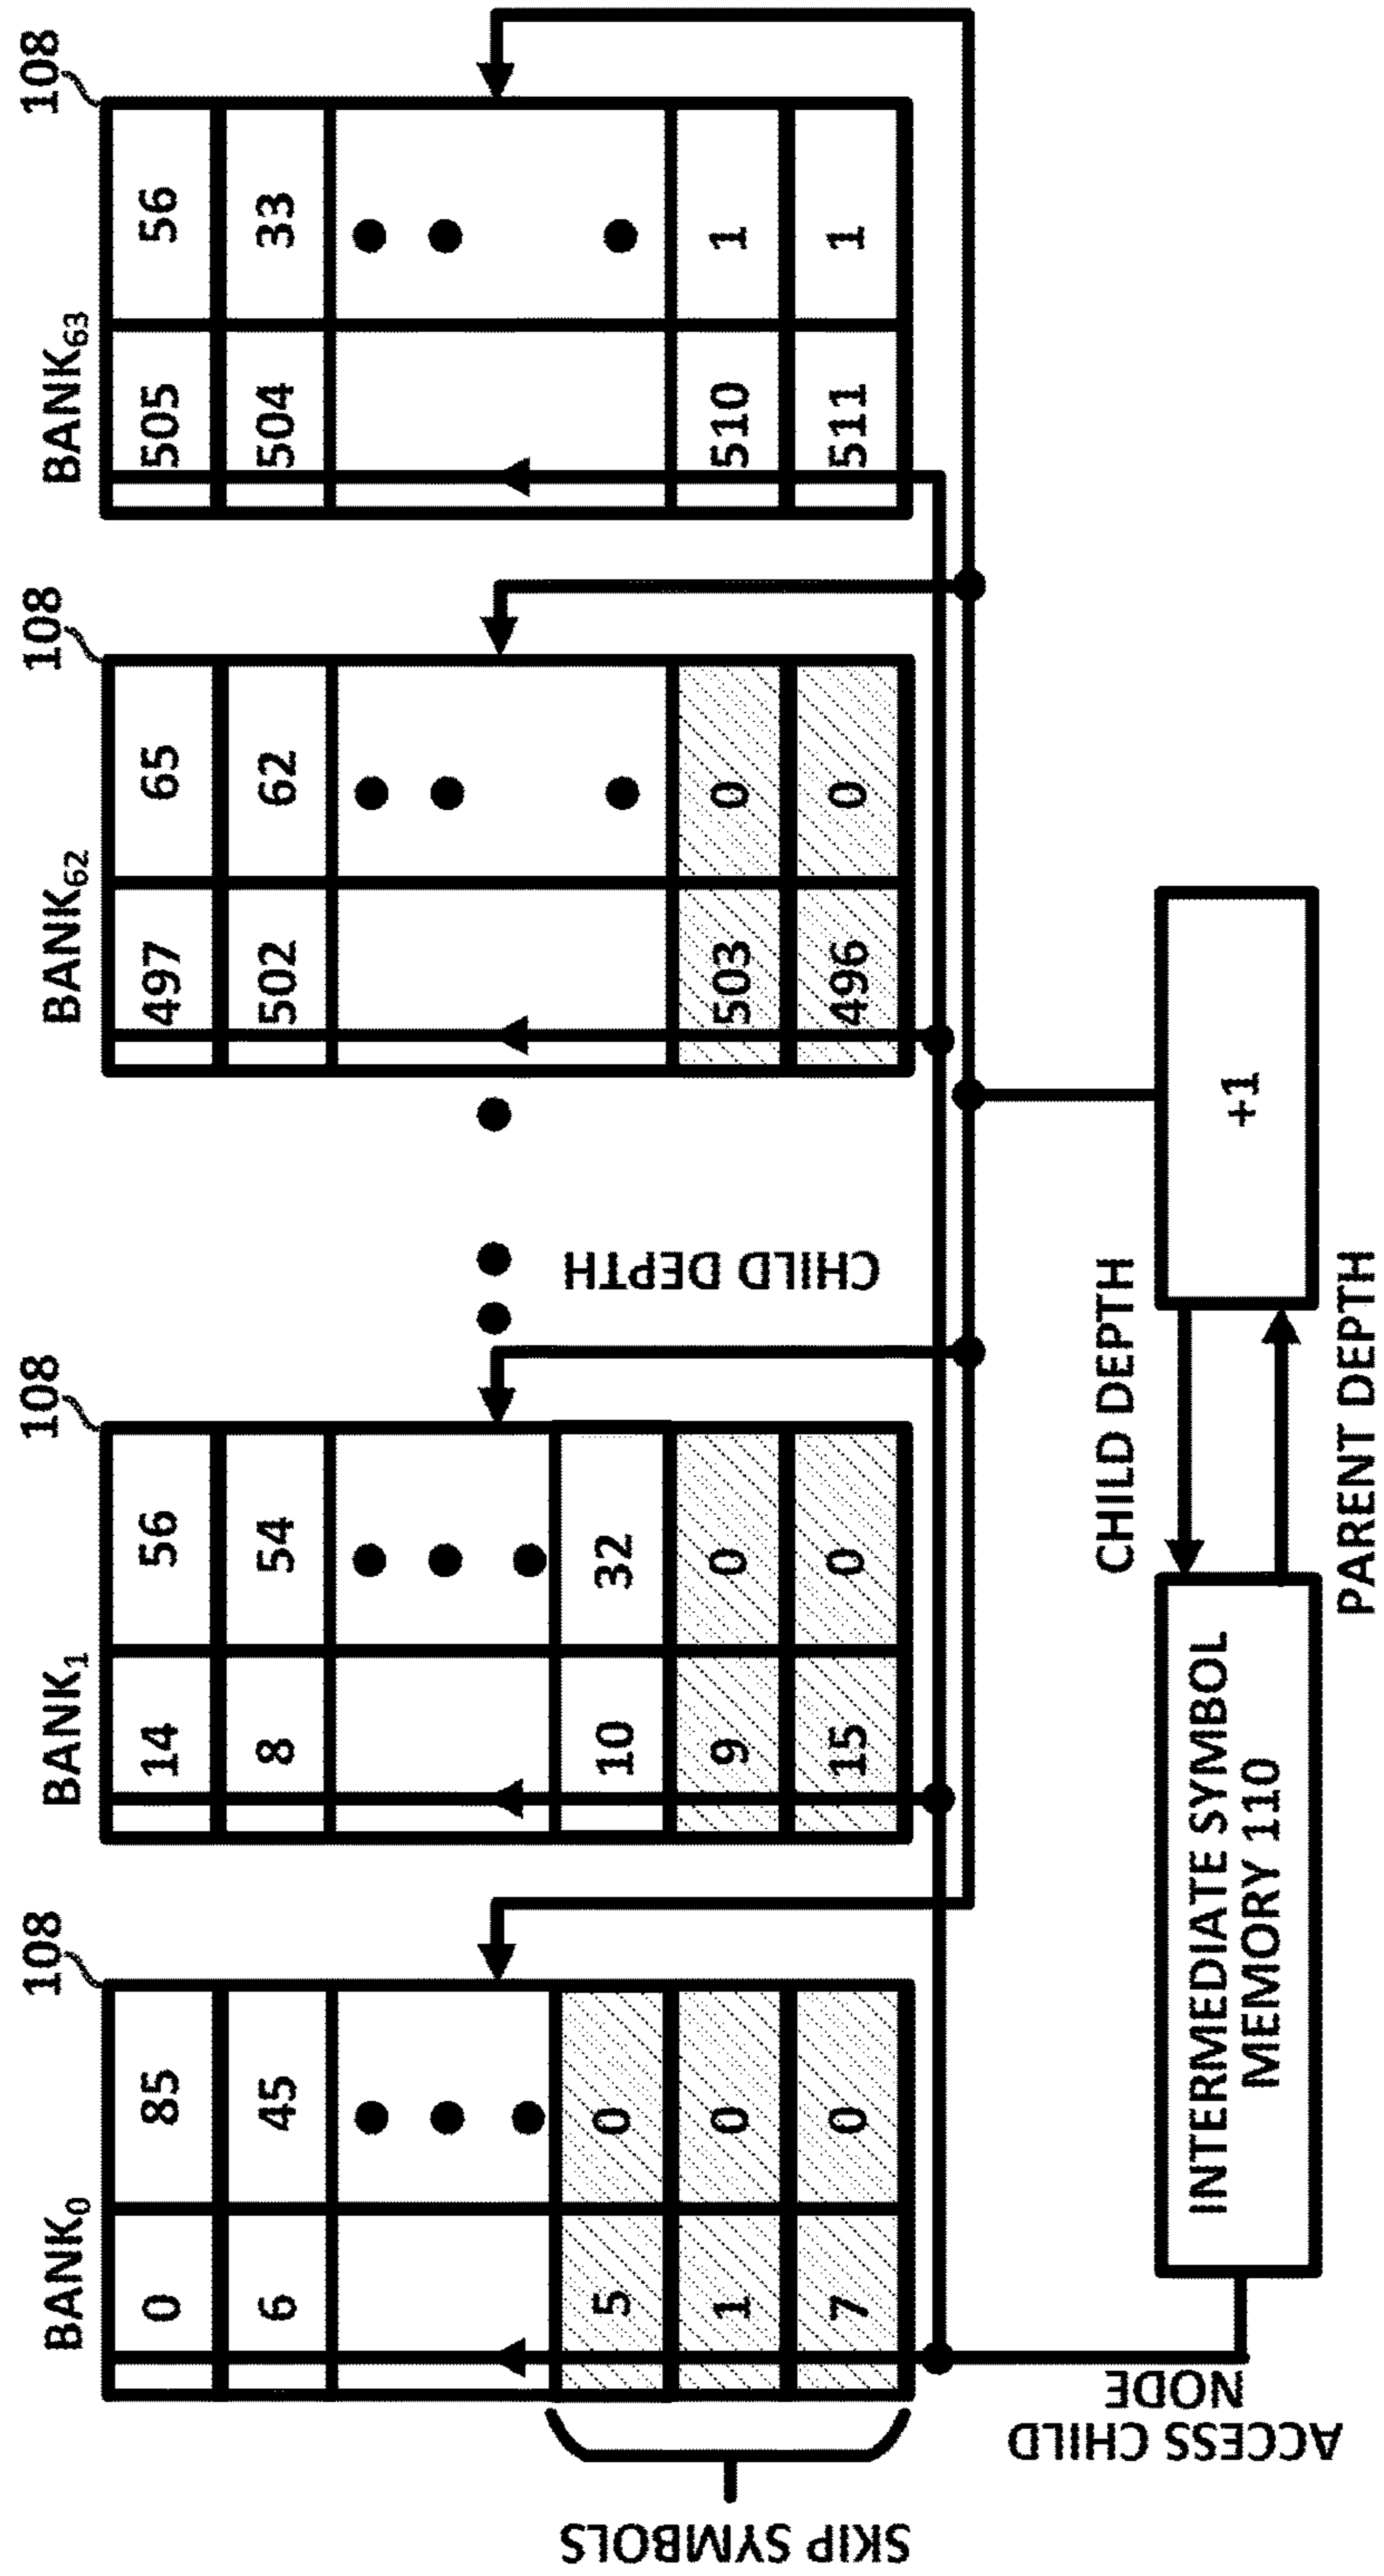 108
108
108
108
BANK0
BANK1
BANK62
BANK63
0 85
6 45
5 0
1 0
7 0
14 56
8 54
10 32
9 0
15 0
497 65
502 62
503 0
496 0
505 56
504 33
510 1
511 1
SKIP SYMBOLS
CHILD DEPTH
ACCESS CHILD
NODE
INTERMEDIATE SYMBOL
MEMORY 110
CHILD DEPTH
PARENT DEPTH
+1